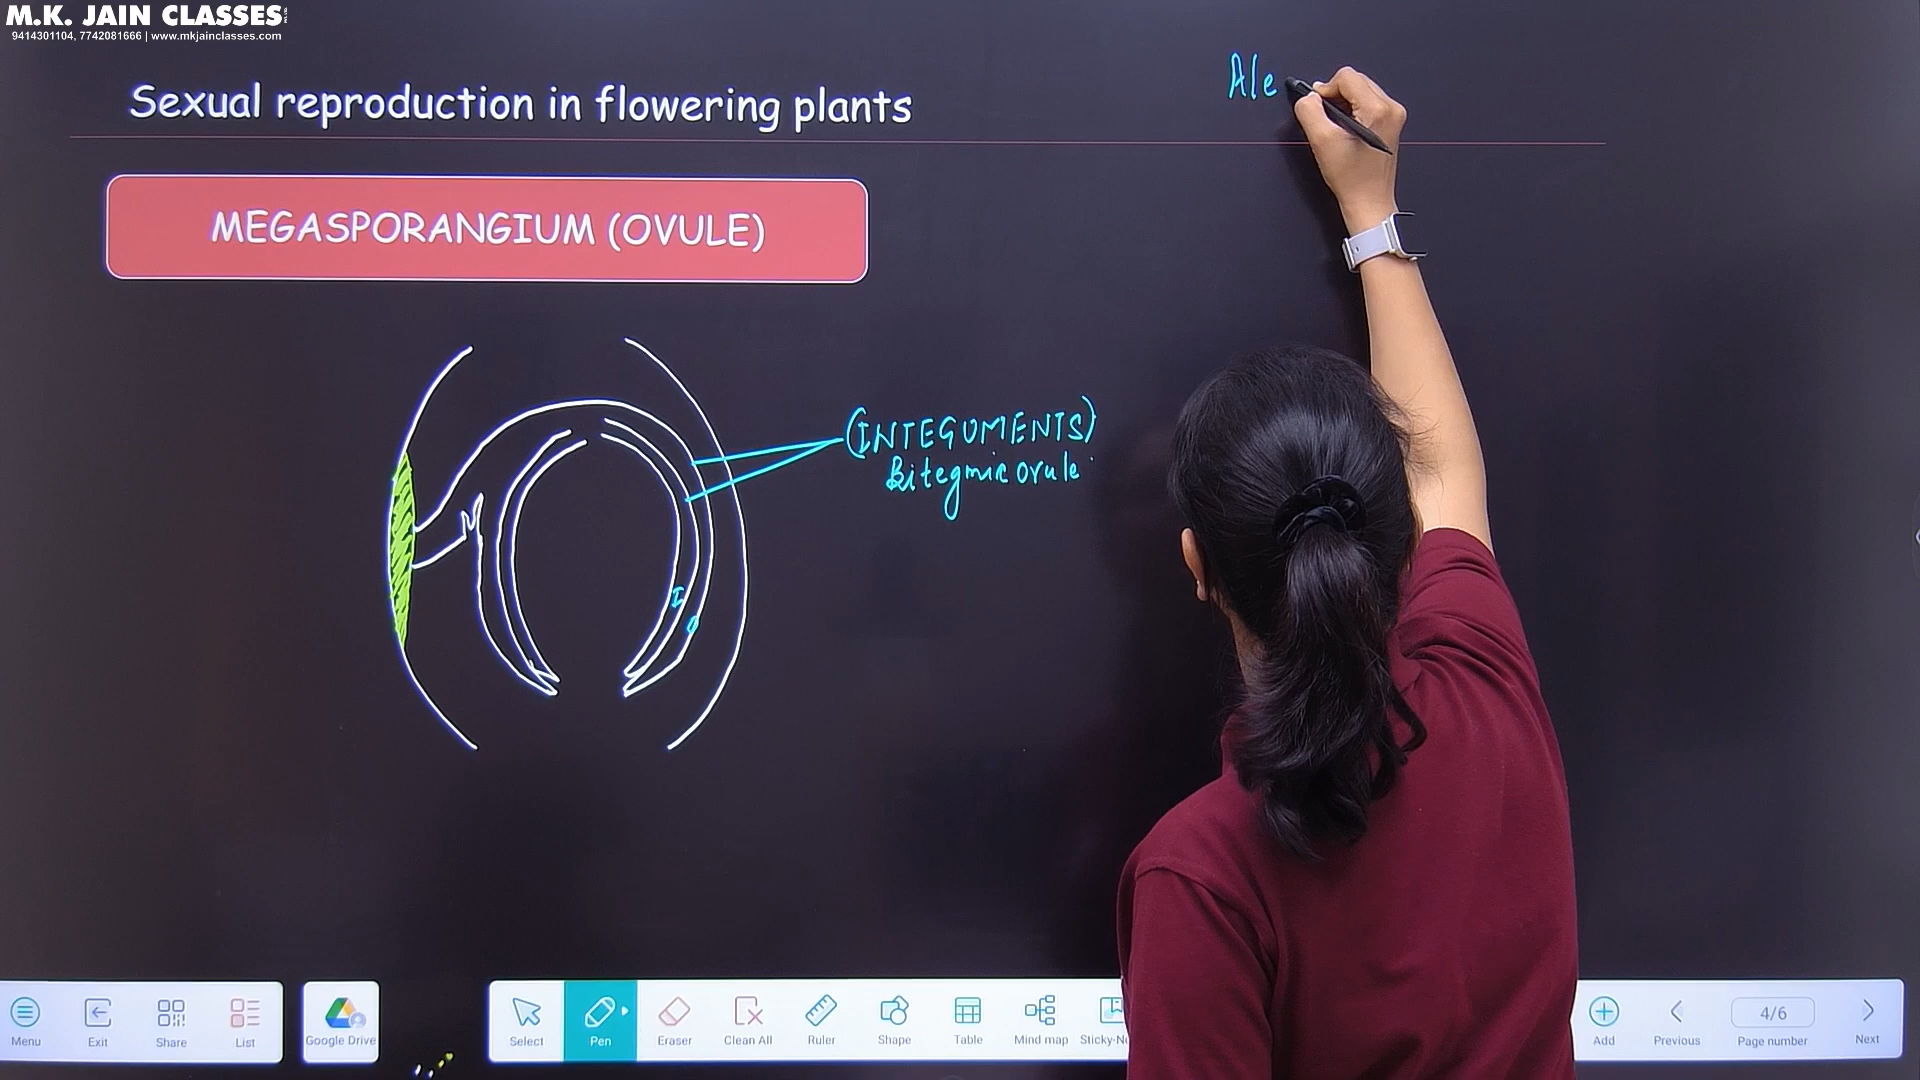 M.K. JAIN CLASSES
9414301104, 7742081666 | www.mkjainclasses.com
Ale
Sexual reproduction in flowering plants
MEGASPORANGIUM (OVULE)
(INTEGUMENTS)
Bitegmic ovule
I
O
Menu
Exit
Share
List
Google Drive
Select
Pen
Eraser
Clean All
Ruler
Shape
Table
Mind map
Sticky-N
Add
Previous
4/6
Page number
Next